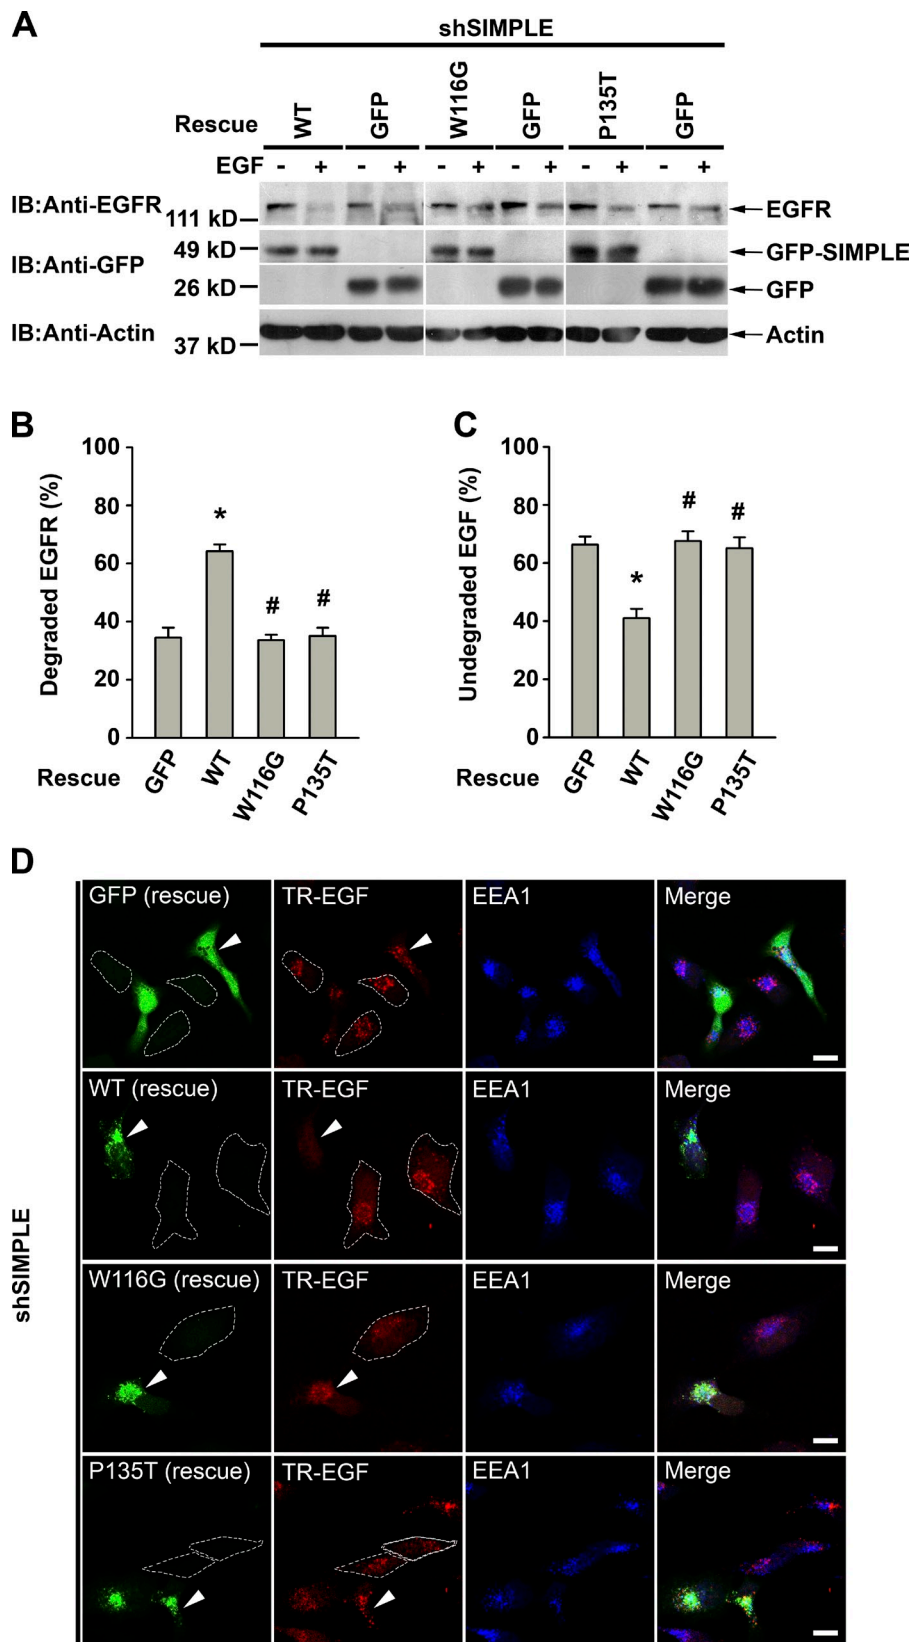 A
shSIMPLE
Rescue WT GFP W116G GFP P135T GFP
EGF - + - + - + - + - + - +
IB:Anti-EGFR 111 kD EGFR
49 kD GFP-SIMPLE
IB:Anti-GFP
26 kD GFP
IB:Anti-Actin 37 kD Actin
B
Degraded EGFR (%)
100
80
60
40
20
0
*
#
#
Rescue GFP WT W116G P135T
C
Undegraded EGF (%)
100
80
60
40
20
0
*
#
#
Rescue GFP WT W116G P135T
D
shSIMPLE
GFP (rescue) TR-EGF EEA1 Merge
WT (rescue) TR-EGF EEA1 Merge
W116G (rescue) TR-EGF EEA1 Merge
P135T (rescue) TR-EGF EEA1 Merge